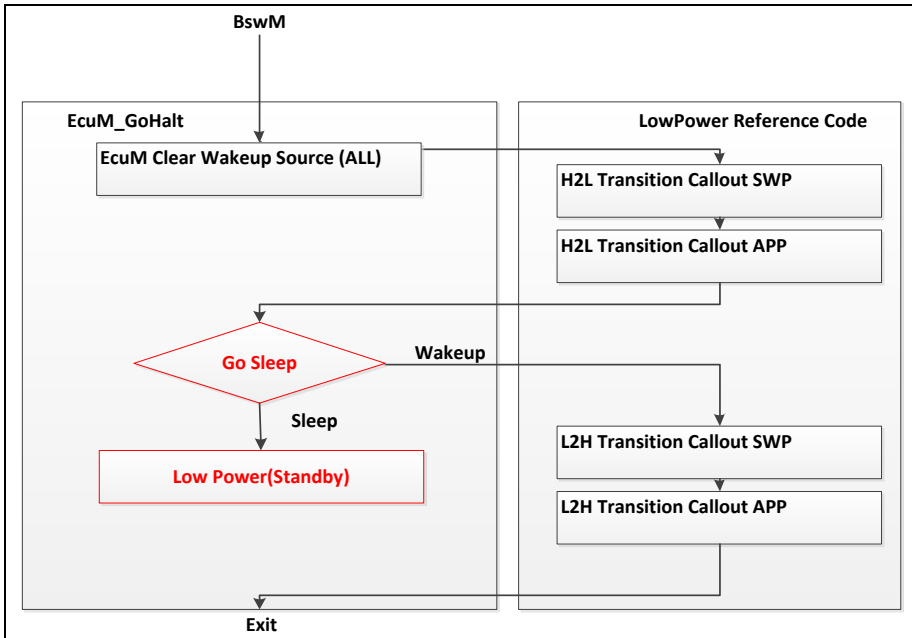 BswM
EcuM_GoHalt
LowPower Reference Code
EcuM Clear Wakeup Source (ALL)
H2L Transition Callout SWP
H2L Transition Callout APP
Go Sleep
Wakeup
Sleep
Low Power(Standby)
L2H Transition Callout SWP
L2H Transition Callout APP
Exit